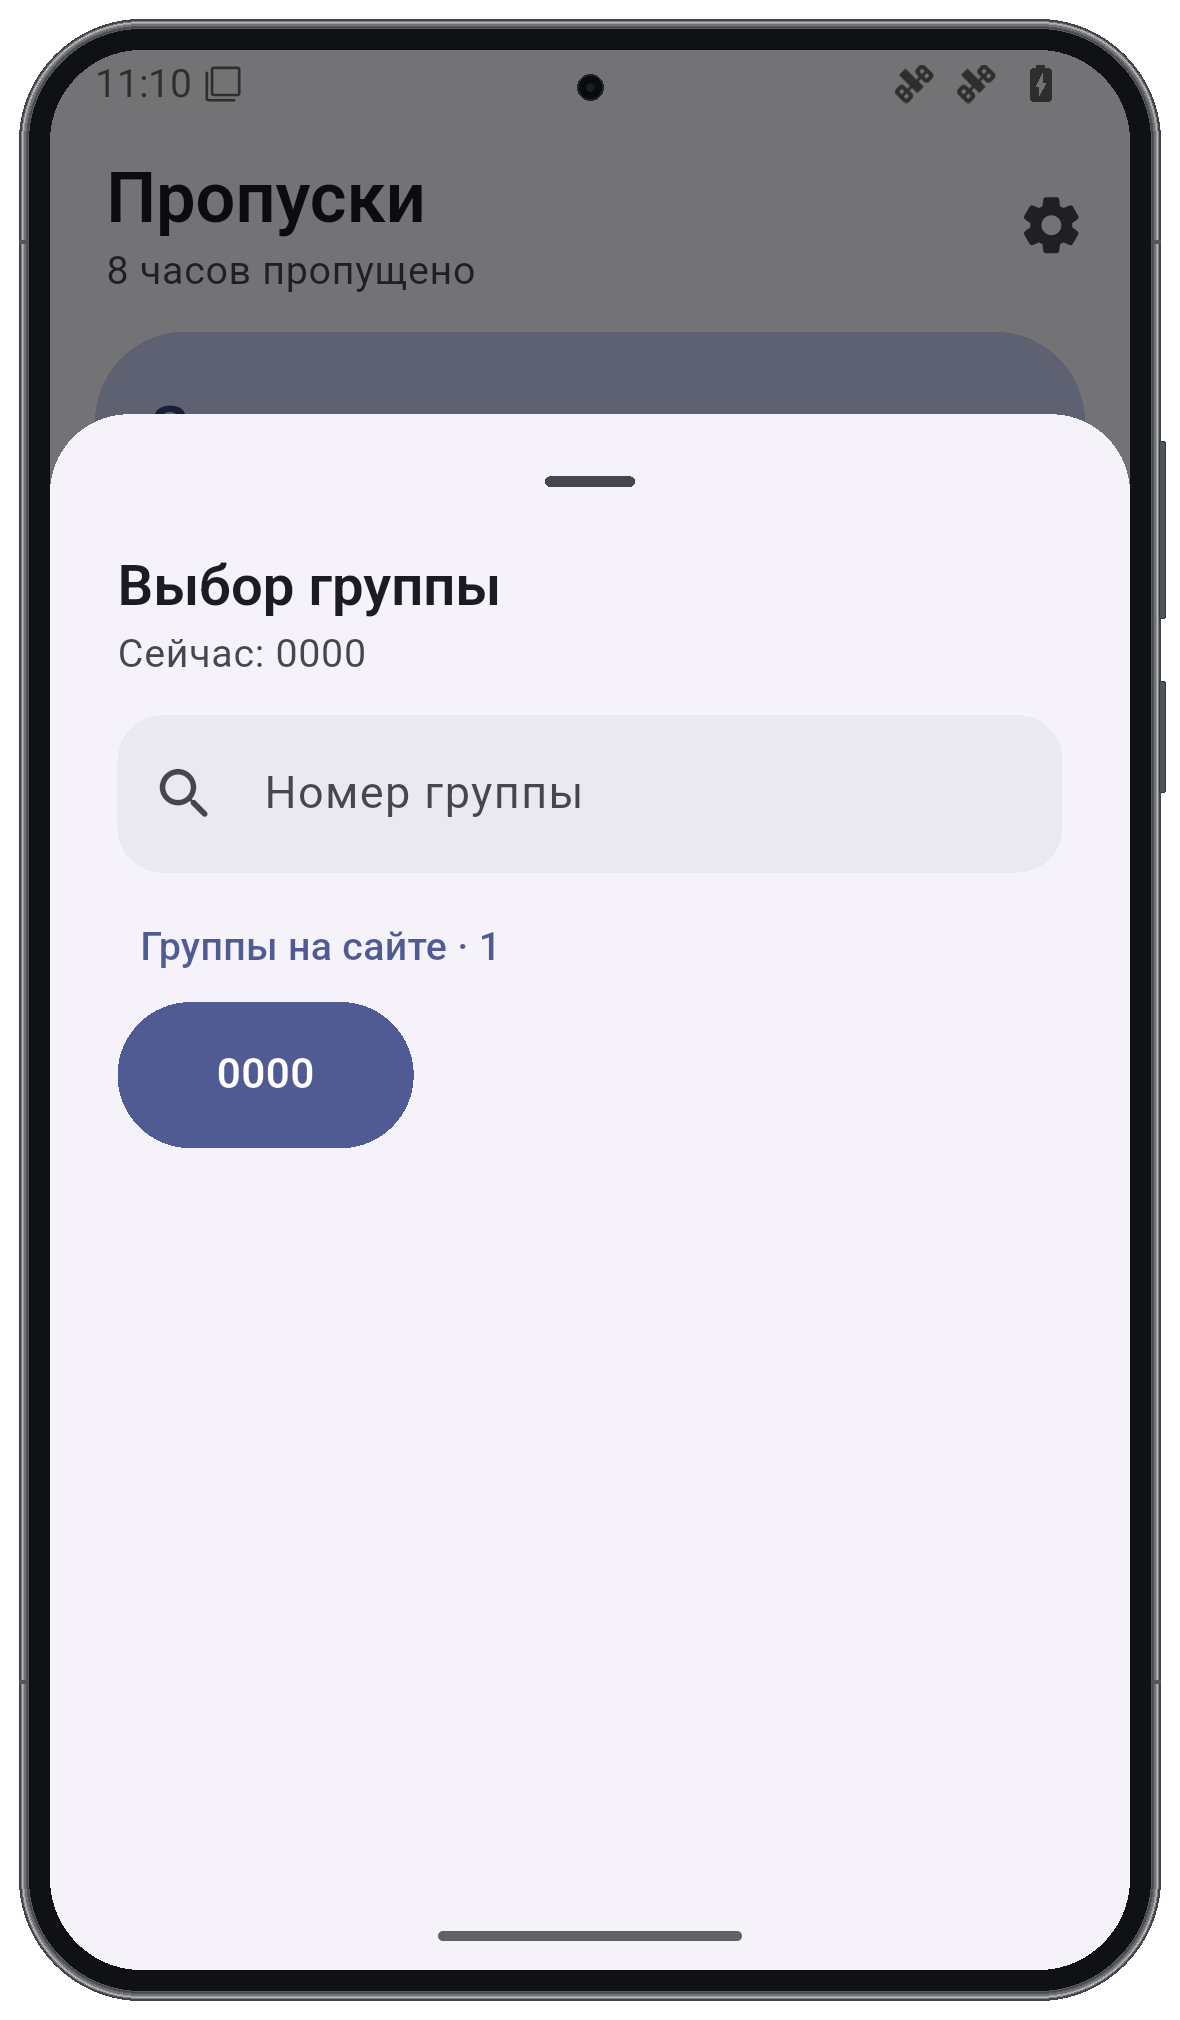 11:10
Пропуски
8 часов пропущено
Выбор группы
Сейчас: 0000
Номер группы
Группы на сайте · 1
0000